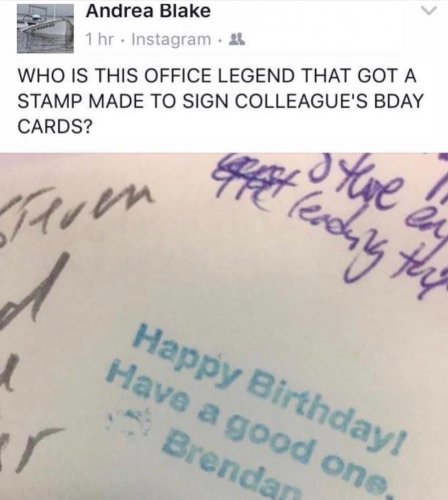 Andrea Blake
1 hr · Instagram ·
WHO IS THIS OFFICE LEGEND THAT GOT A
STAMP MADE TO SIGN COLLEAGUE'S BDAY
CARDS?
Steven
Happy Birthday!
Have a good one.
Brendan